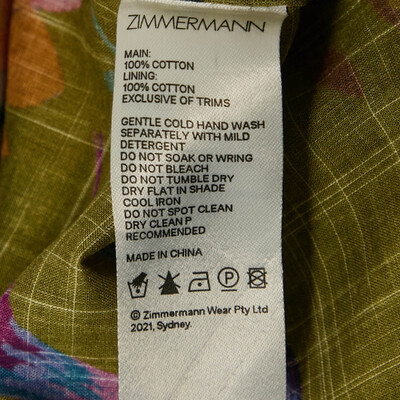 ZIMMERMANN
MAIN:
100% COTTON
LINING:
100% COTTON
EXCLUSIVE OF TRIMS
GENTLE COLD HAND WASH
SEPARATELY WITH MILD
DETERGENT
DO NOT SOAK OR WRING
DO NOT BLEACH
DO NOT TUMBLE DRY
DRY FLAT IN SHADE
COOL IRON
DO NOT SPOT CLEAN
DRY CLEAN P
RECOMMENDED
MADE IN CHINA
P
© Zimmermann Wear Pty Ltd
2021, Sydney.